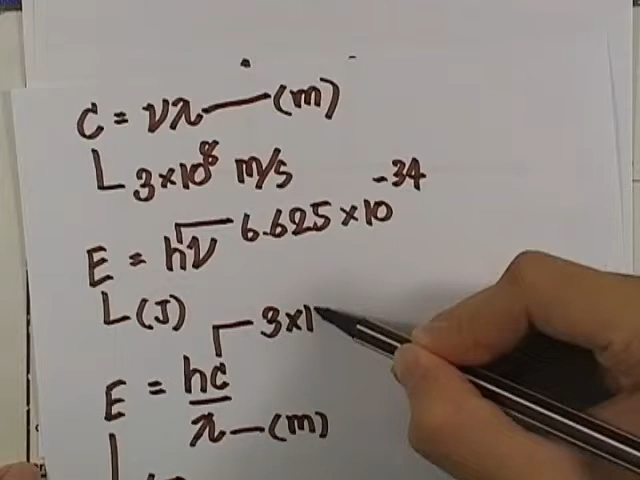 C = νλ — (m)
3×10⁸ m/s
6.625×10⁻³⁴
E = hν
(J)
3×1
E = hc/λ — (m)